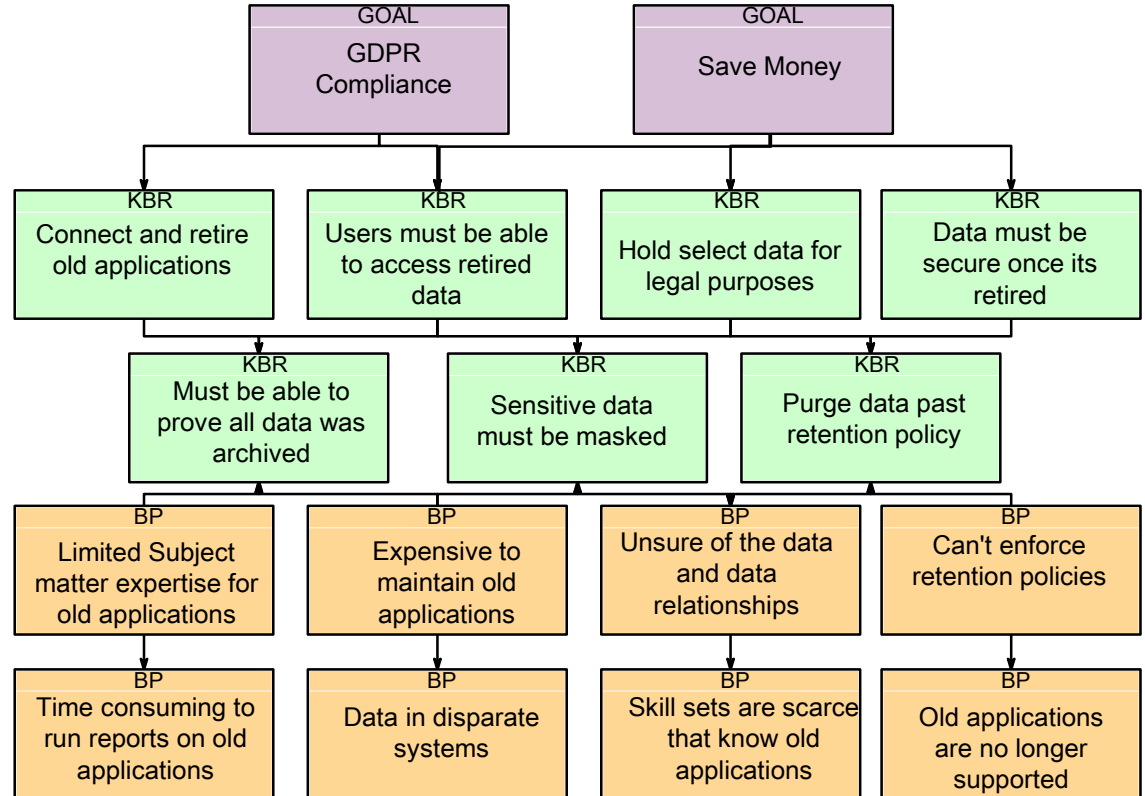 GOAL
GDPR
Compliance
GOAL
Save Money
KBR
Connect and retire
old applications
KBR
Users must be able
to access retired
data
KBR
Hold select data for
legal purposes
KBR
Data must be
secure once its
retired
KBR
Must be able to
prove all data was
archived
KBR
Sensitive data
must be masked
KBR
Purge data past
retention policy
BP
Limited Subject
matter expertise for
old applications
BP
Expensive to
maintain old
applications
BP
Unsure of the data
and data
relationships
BP
Can't enforce
retention policies
BP
Time consuming to
run reports on old
applications
BP
Data in disparate
systems
BP
Skill sets are scarce
that know old
applications
BP
Old applications
are no longer
supported